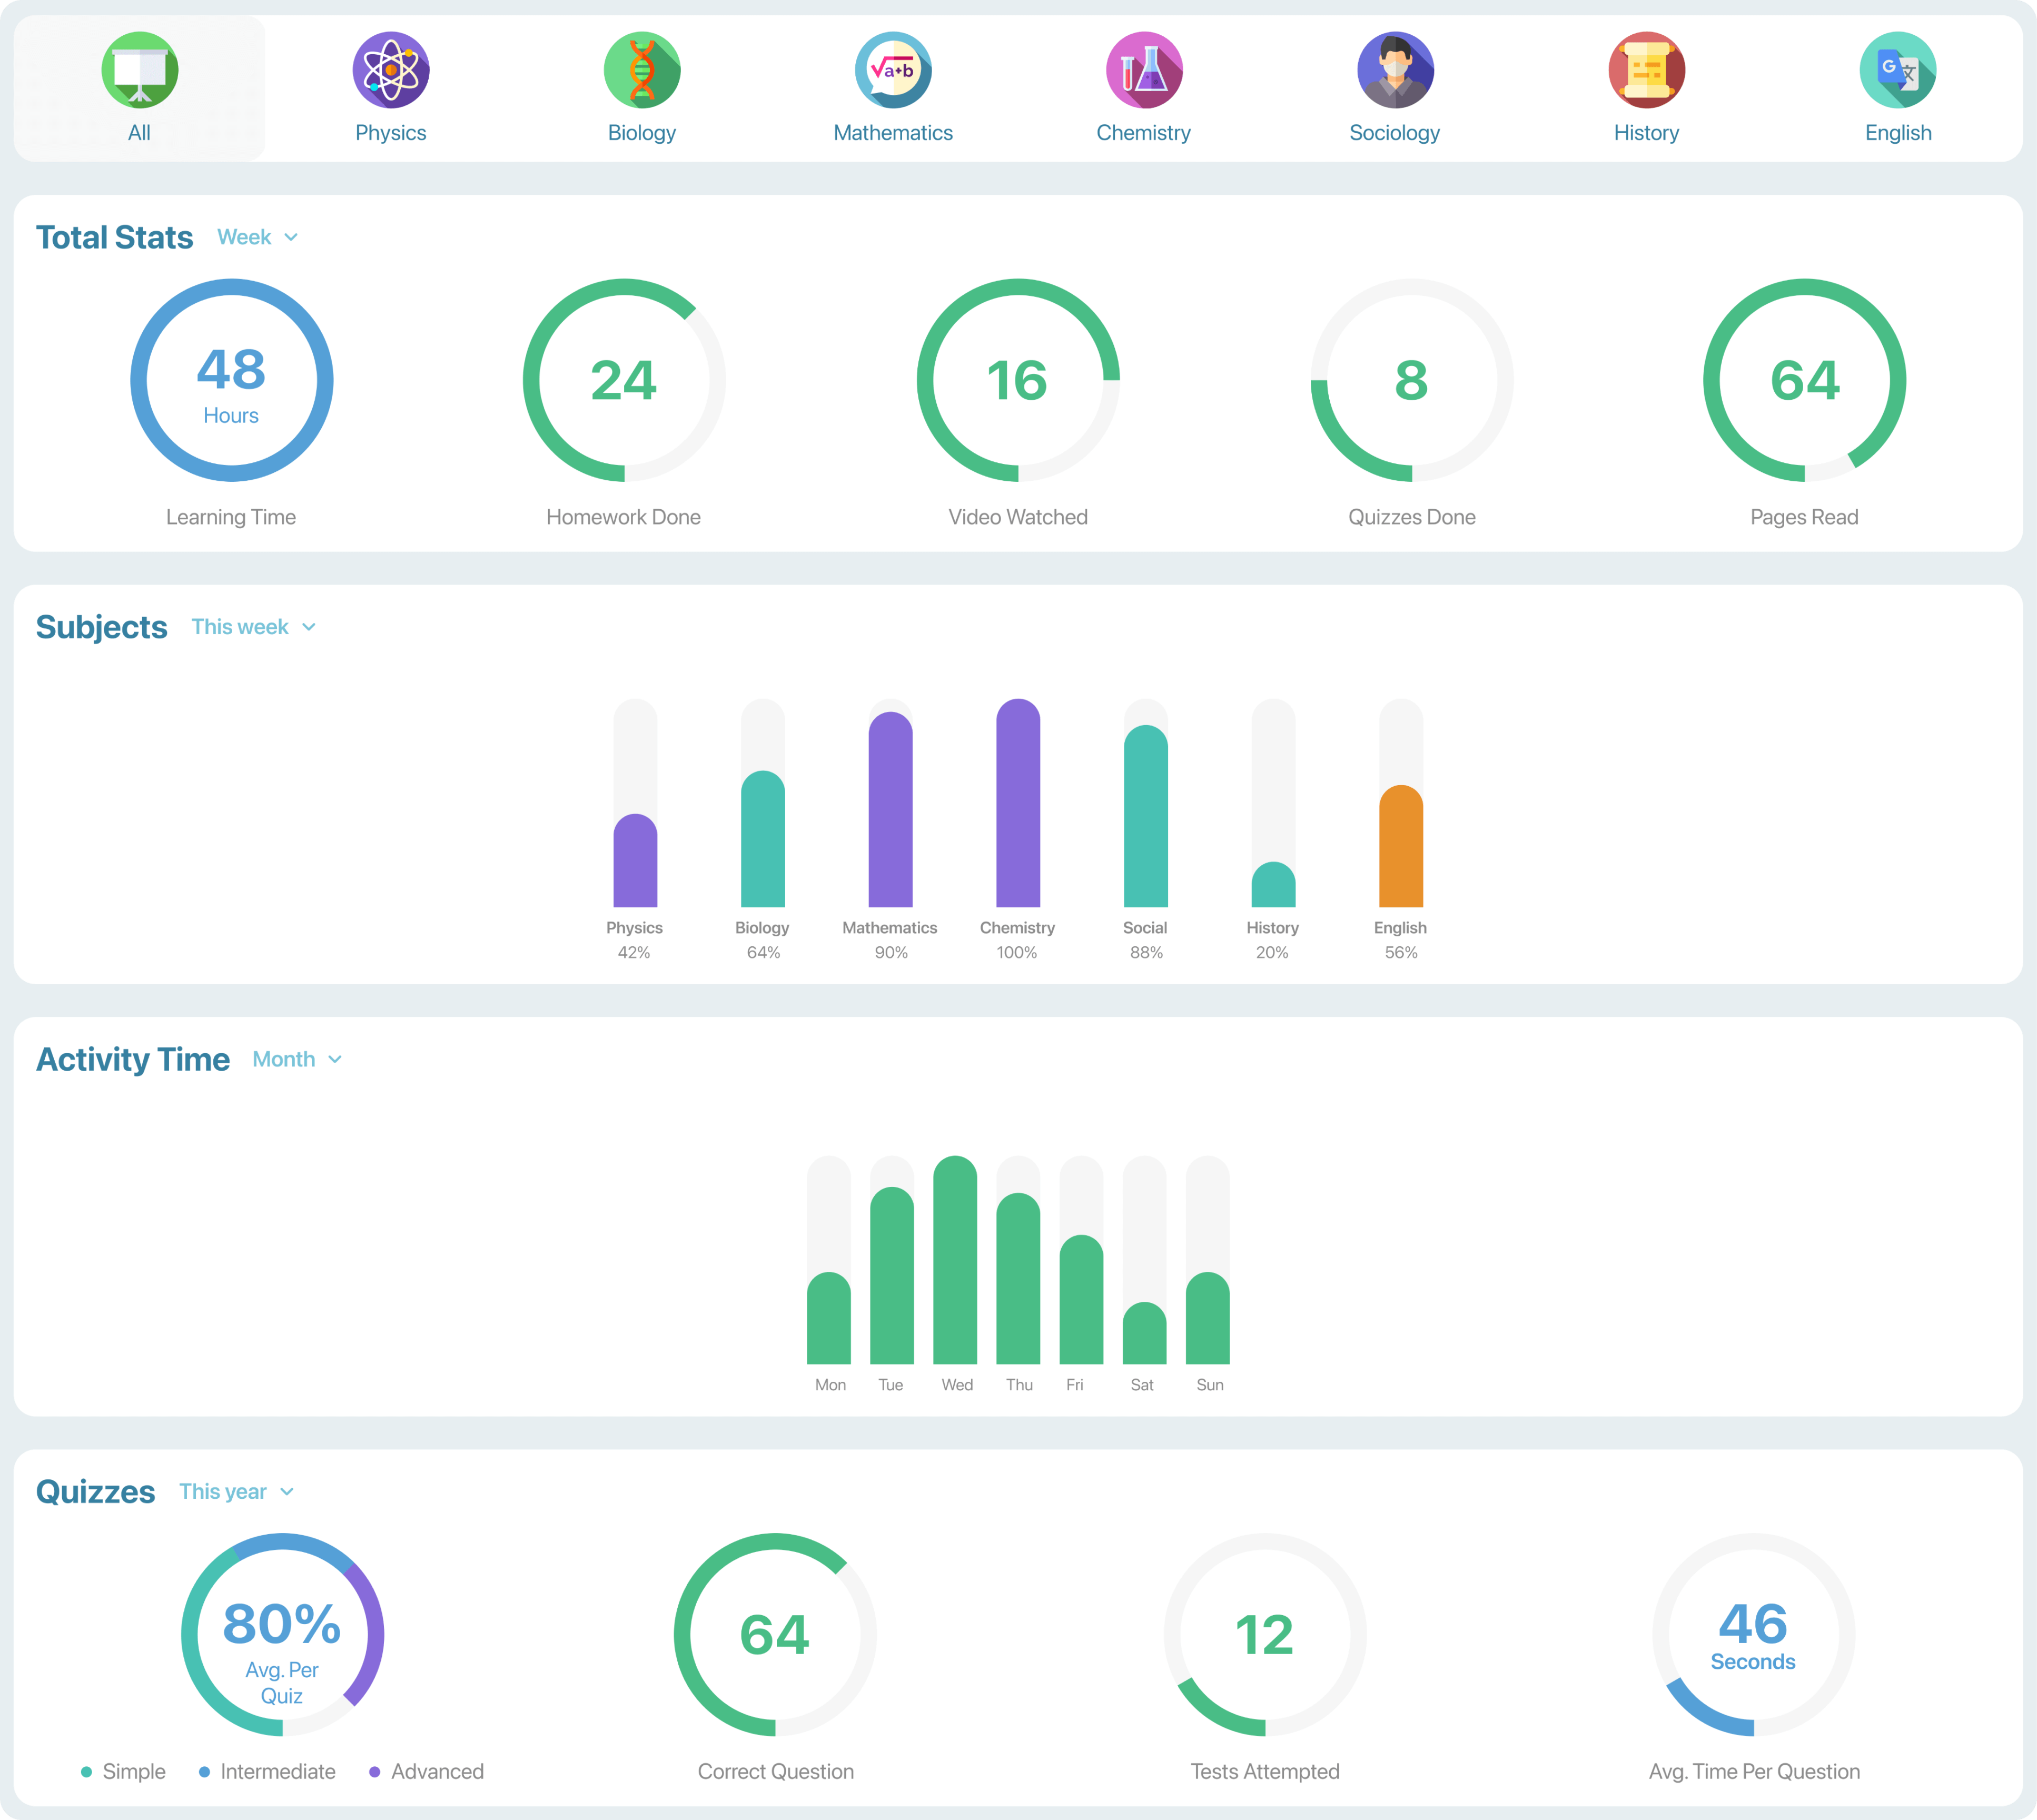 √a+b
G 文
All
Physics
Biology
Mathematics
Chemistry
Sociology
History
English
Total Stats Week
48
Hours
24
16
8
64
Learning Time
Homework Done
Video Watched
Quizzes Done
Pages Read
Subjects This week
Physics
Biology
Mathematics
Chemistry
Social
History
English
42%
64%
90%
100%
88%
20%
56%
Activity Time Month
Mon
Tue
Wed
Thu
Fri
Sat
Sun
Quizzes This year
80%
Avg. Per
Quiz
64
12
46
Seconds
Simple
Intermediate
Advanced
Correct Question
Tests Attempted
Avg. Time Per Question